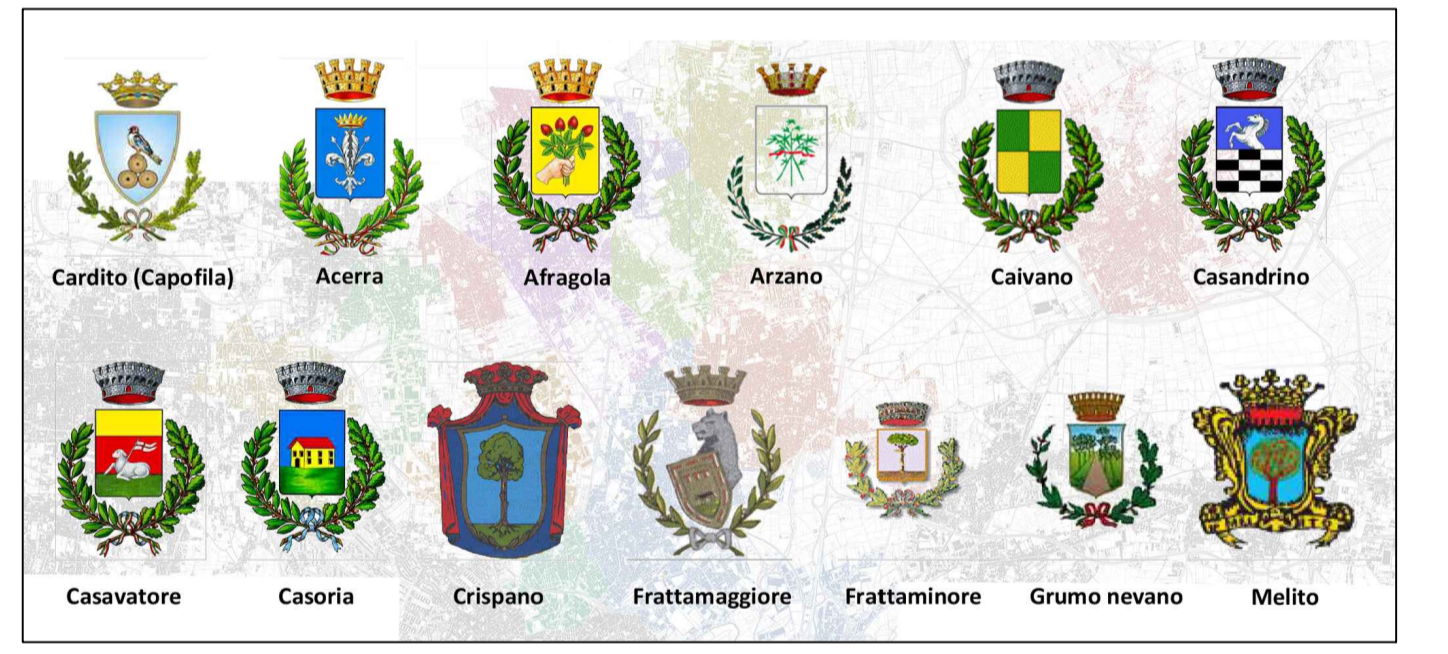 Cardito (Capofila) Acerra Afragola Arzano Caivano Casandrino
Casavatore Casoria Crispano Frattamaggiore Frattaminore Grumo nevano Melito